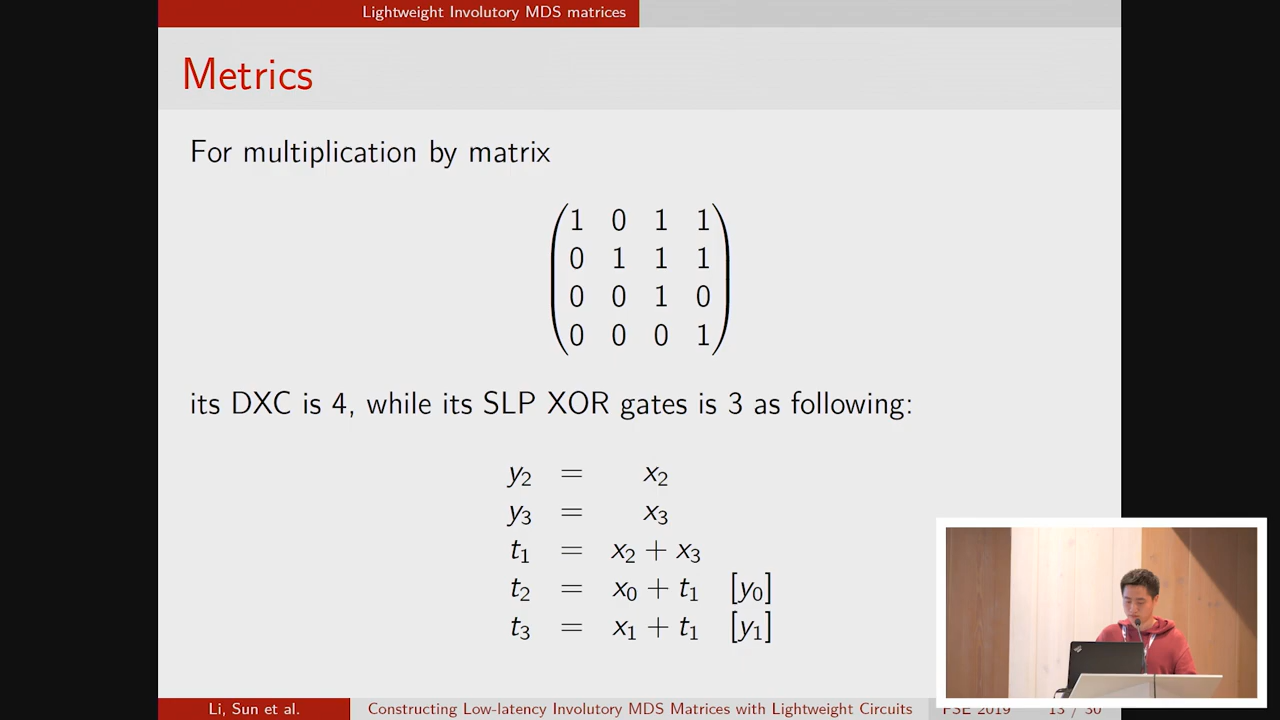 Lightweight Involutory MDS matrices
Metrics
For multiplication by matrix
1 0 1 1
0 1 1 1
0 0 1 0
0 0 0 1
its DXC is 4, while its SLP XOR gates is 3 as following:
y₂ = x₂
y₃ = x₃
t₁ = x₂ + x₃
t₂ = x₀ + t₁ [y₀]
t₃ = x₁ + t₁ [y₁]
Li, Sun et al. Constructing Low-latency Involutory MDS Matrices with Lightweight Circuits FSE 2019 13 / 30